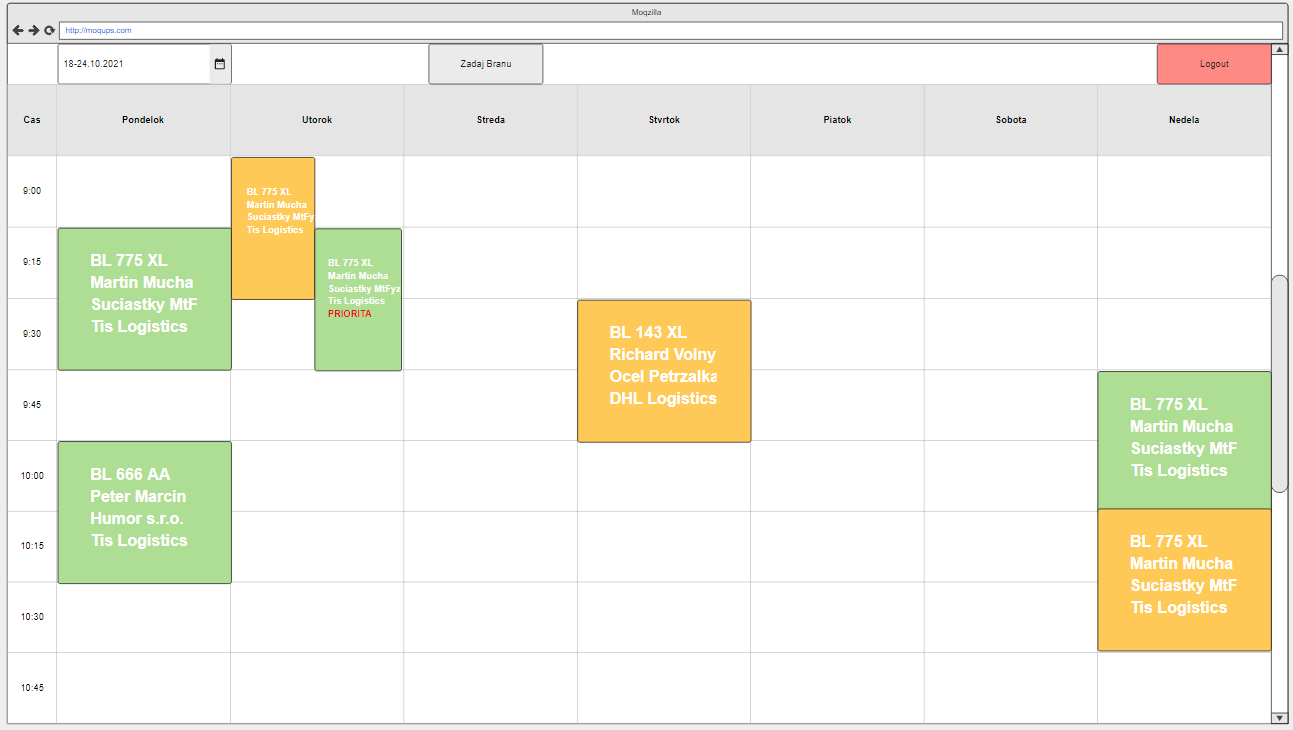 Moqzilla
http://moqups.com
18-24.10.2021
Zadaj Branu
Logout
Cas
Pondelok
Utorok
Streda
Stvrtok
Piatok
Sobota
Nedela
9:00
9:15
9:30
9:45
10:00
10:15
10:30
10:45
BL 775 XL
Martin Mucha
Suciastky MtF
Tis Logistics
BL 666 AA
Peter Marcin
Humor s.r.o.
Tis Logistics
BL 775 XL
Martin Mucha
Suciastky MtFy
Tis Logistics
BL 775 XL
Martin Mucha
Suciastky MtFyz
Tis Logistics
PRIORITA
BL 143 XL
Richard Volny
Ocel Petrzalka
DHL Logistics
BL 775 XL
Martin Mucha
Suciastky MtF
Tis Logistics
BL 775 XL
Martin Mucha
Suciastky MtF
Tis Logistics